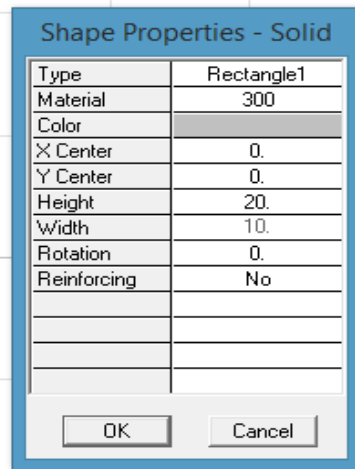 Shape Properties - Solid
Type Rectangle1
Material 300
Color
X Center 0.
Y Center 0.
Height 20.
Width 10.
Rotation 0.
Reinforcing No
OK Cancel